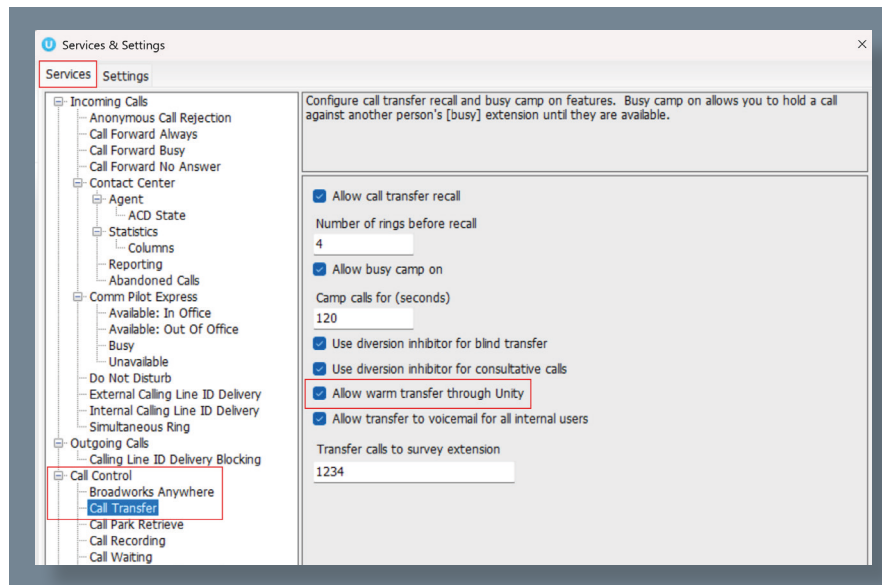 Services & Settings
Services
Settings
Incoming Calls
Anonymous Call Rejection
Call Forward Always
Call Forward Busy
Call Forward No Answer
Contact Center
Agent
ACD State
Statistics
Columns
Reporting
Abandoned Calls
Comm Pilot Express
Available: In Office
Available: Out Of Office
Busy
Unavailable
Do Not Disturb
External Calling Line ID Delivery
Internal Calling Line ID Delivery
Simultaneous Ring
Outgoing Calls
Calling Line ID Delivery Blocking
Call Control
Broadworks Anywhere
Call Transfer
Call Park Retrieve
Call Recording
Call Waiting
Configure call transfer recall and busy camp on features. Busy camp on allows you to hold a call
against another person's [busy] extension until they are available.
Allow call transfer recall
Number of rings before recall
4
Allow busy camp on
Camp calls for (seconds)
120
Use diversion inhibitor for blind transfer
Use diversion inhibitor for consultative calls
Allow warm transfer through Unity
Allow transfer to voicemail for all internal users
Transfer calls to survey extension
1234